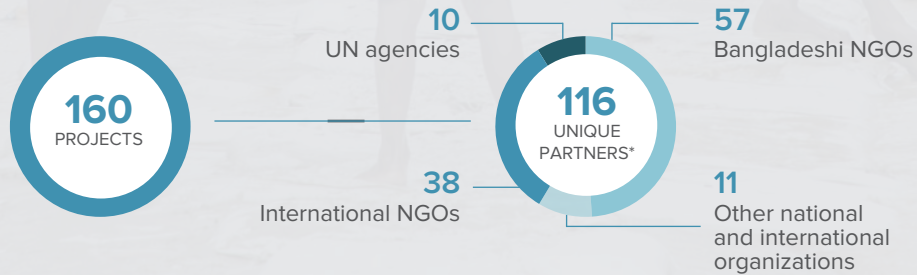 160
PROJECTS
10
UN agencies
57
Bangladeshi NGOs
116
UNIQUE
PARTNERS*
38
International NGOs
11
Other national
and international
organizations